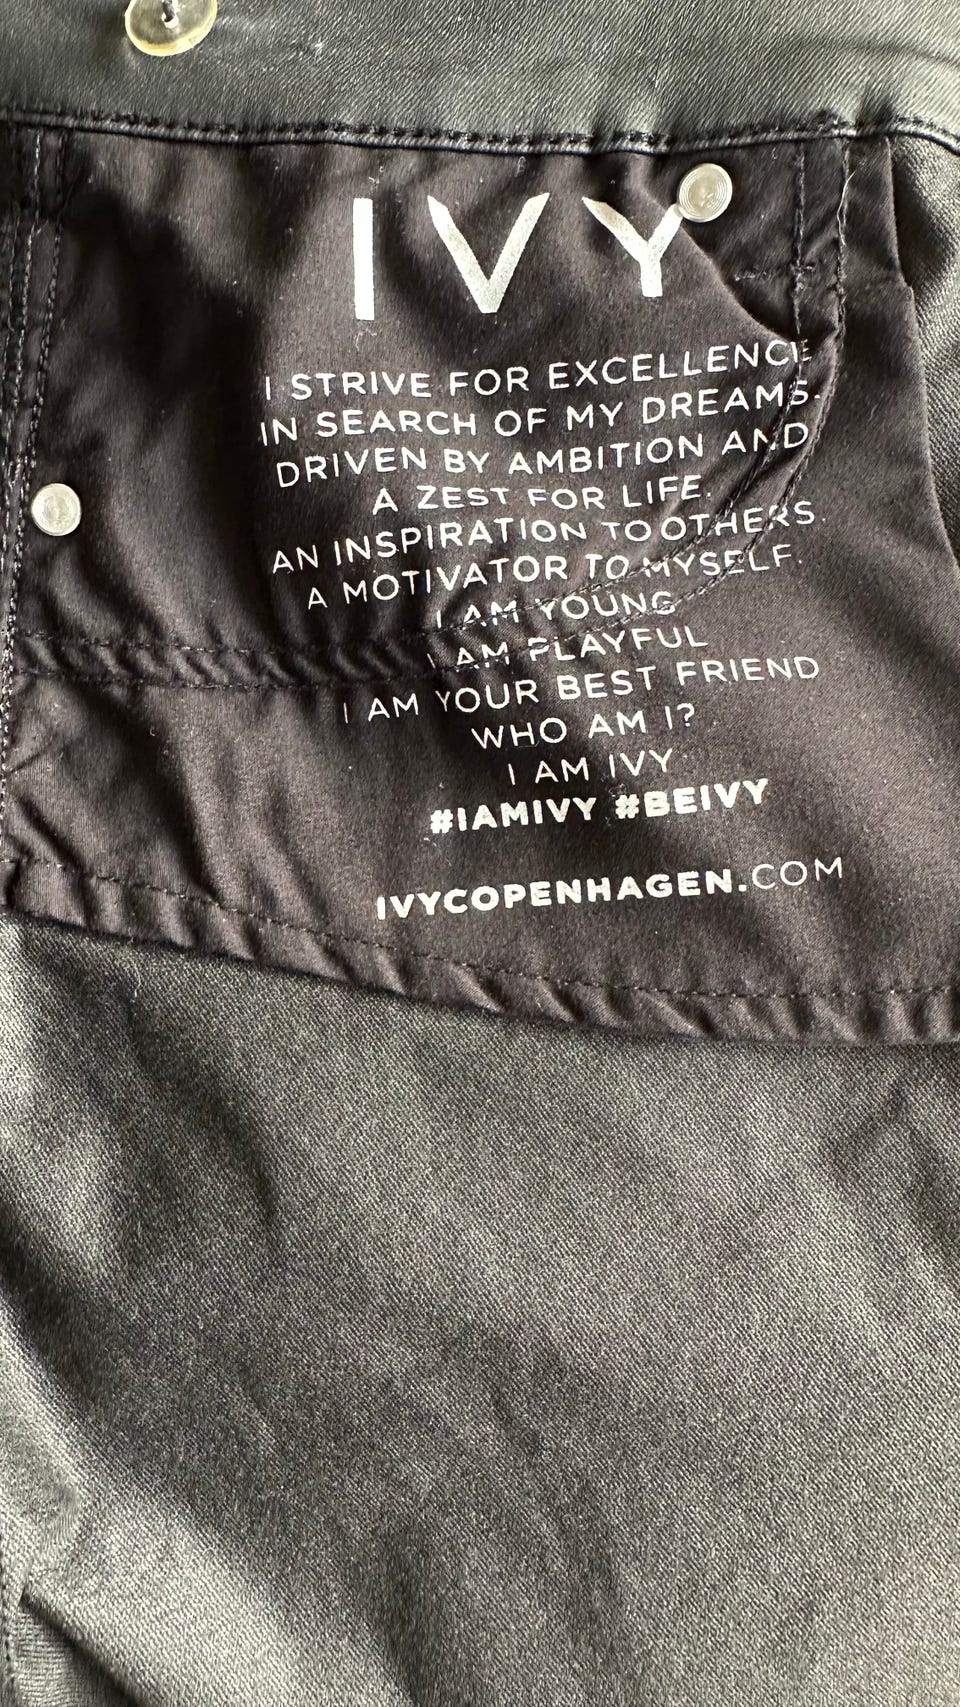 IVY
I STRIVE FOR EXCELLENCE
IN SEARCH OF MY DREAMS.
DRIVEN BY AMBITION AND
A ZEST FOR LIFE.
AN INSPIRATION TO OTHERS.
A MOTIVATOR TO MYSELF.
I AM YOUNG
I AM PLAYFUL
I AM YOUR BEST FRIEND
WHO AM I?
I AM IVY
#IAMIVY #BEIVY
IVYCOPENHAGEN.COM